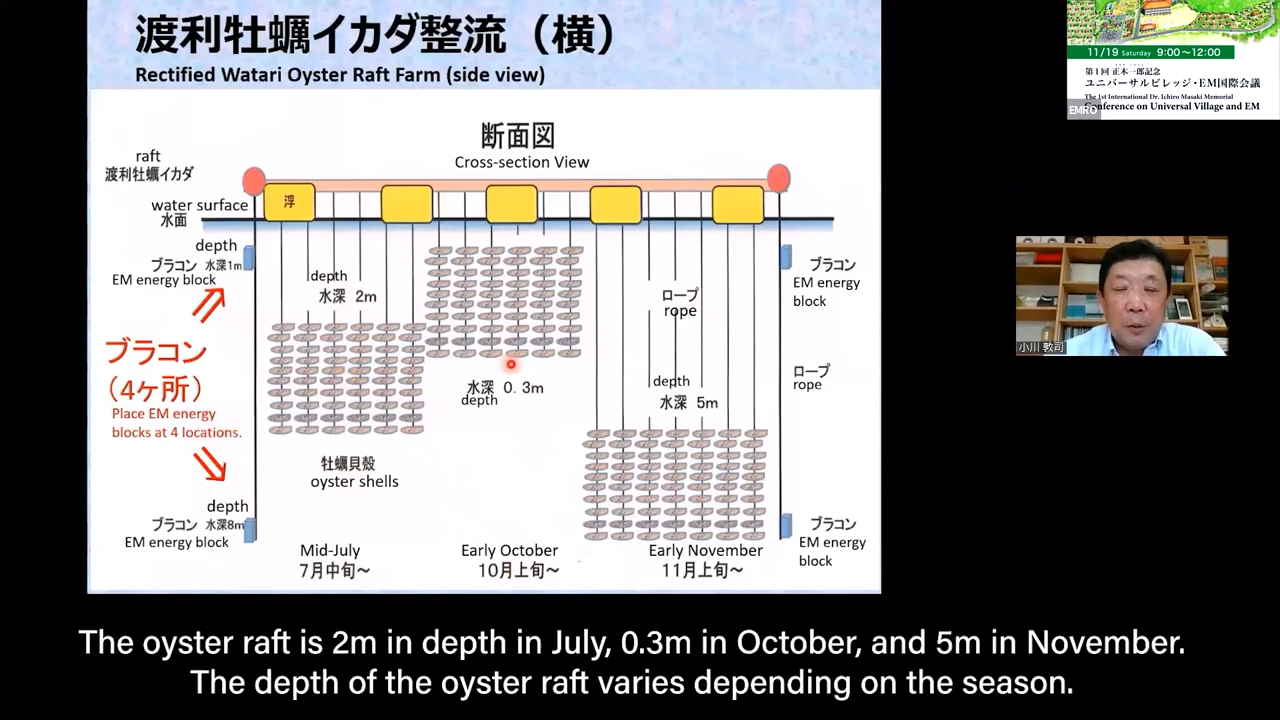 渡利牡蠣イカダ整流（横）
Rectified Watari Oyster Raft Farm (side view)
断面図
Cross-section View
raft
渡利牡蠣イカダ
water surface
水面
浮
depth
ブラコン 水深1m
EM energy block
depth
水深 2m
ロープ
rope
ブラコン
EM energy
block
ブラコン
(4ヶ所)
Place EM energy
blocks at 4 locations.
水深 0.3m
depth
depth
水深 5m
ロープ
rope
牡蠣貝殻
oyster shells
depth
ブラコン 水深8m
EM energy block
ブラコン
EM energy
block
Mid-July
7月中旬～
Early October
10月上旬～
Early November
11月上旬～
11/19 Saturday 9:00～12:00
第1回 正木一郎記念
ユニバーサルビレッジ・EM国際会議
The 1st International Dr. Ichiro Masaki Memorial
Conference on Universal Village and EM
EMRO
小川 敦司
The oyster raft is 2m in depth in July, 0.3m in October, and 5m in November.
The depth of the oyster raft varies depending on the season.